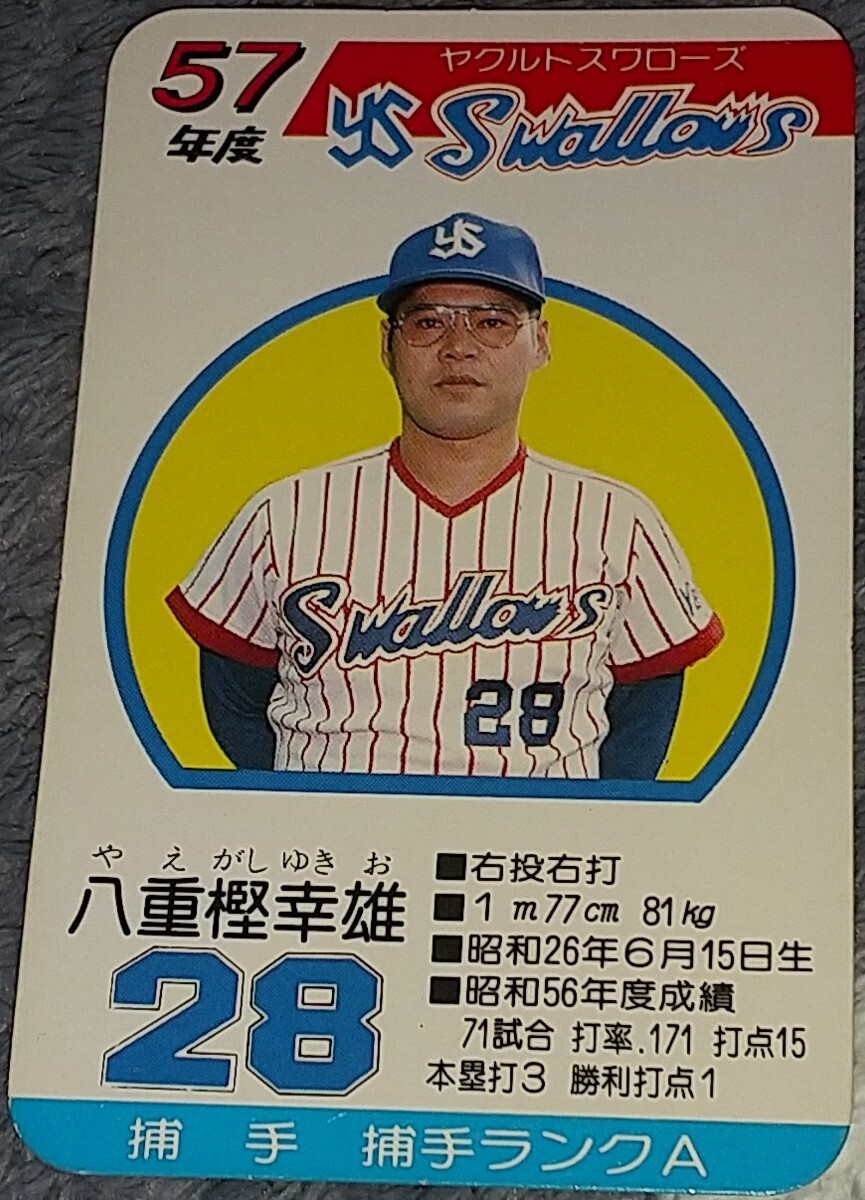 57
年度
ヤクルトスワローズ
YS Swallows
YS
Swallows
28
やえがしゆきお
八重樫幸雄
28
■右投右打
■1m77cm 81kg
■昭和26年6月15日生
■昭和56年度成績
71試合 打率.171 打点15
本塁打3 勝利打点1
捕手 捕手ランクA